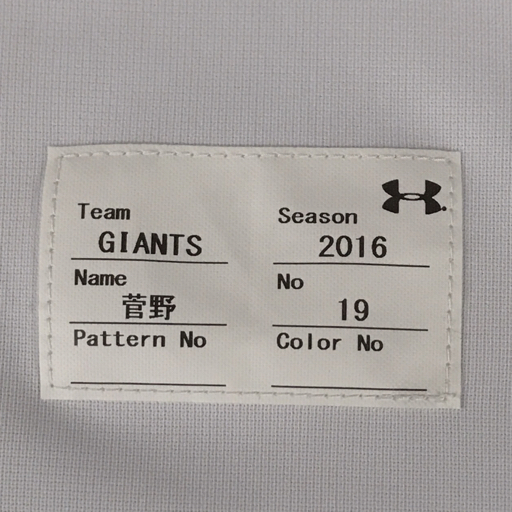 Team
GIANTS
Season
2016
Name
菅野
No
19
Pattern No
Color No